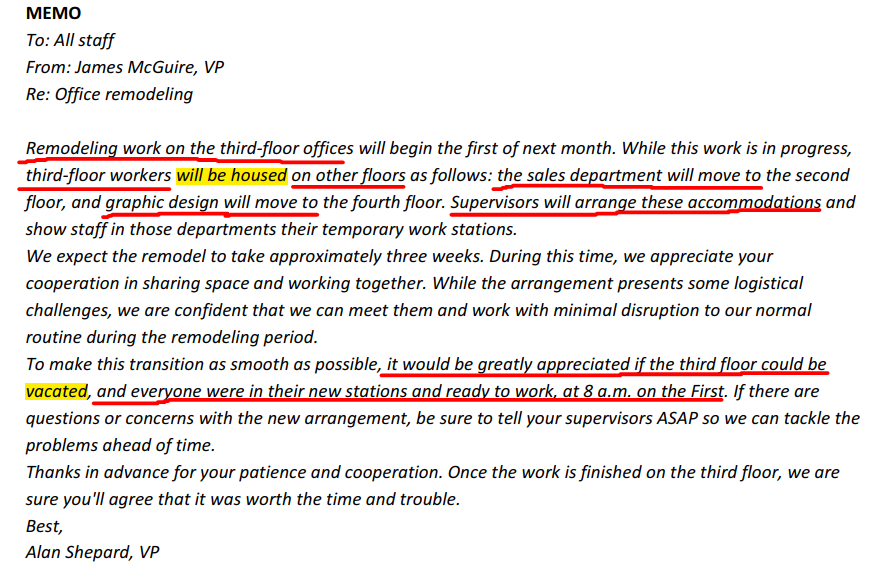 MEMO
To: All staff
From: James McGuire, VP
Re: Office remodeling
Remodeling work on the third-floor offices will begin the first of next month. While this work is in progress,
third-floor workers will be housed on other floors as follows: the sales department will move to the second
floor, and graphic design will move to the fourth floor. Supervisors will arrange these accommodations and
show staff in those departments their temporary work stations.
We expect the remodel to take approximately three weeks. During this time, we appreciate your
cooperation in sharing space and working together. While the arrangement presents some logistical
challenges, we are confident that we can meet them and work with minimal disruption to our normal
routine during the remodeling period.
To make this transition as smooth as possible, it would be greatly appreciated if the third floor could be
vacated, and everyone were in their new stations and ready to work, at 8 a.m. on the First. If there are
questions or concerns with the new arrangement, be sure to tell your supervisors ASAP so we can tackle the
problems ahead of time.
Thanks in advance for your patience and cooperation. Once the work is finished on the third floor, we are
sure you'll agree that it was worth the time and trouble.
Best,
Alan Shepard, VP